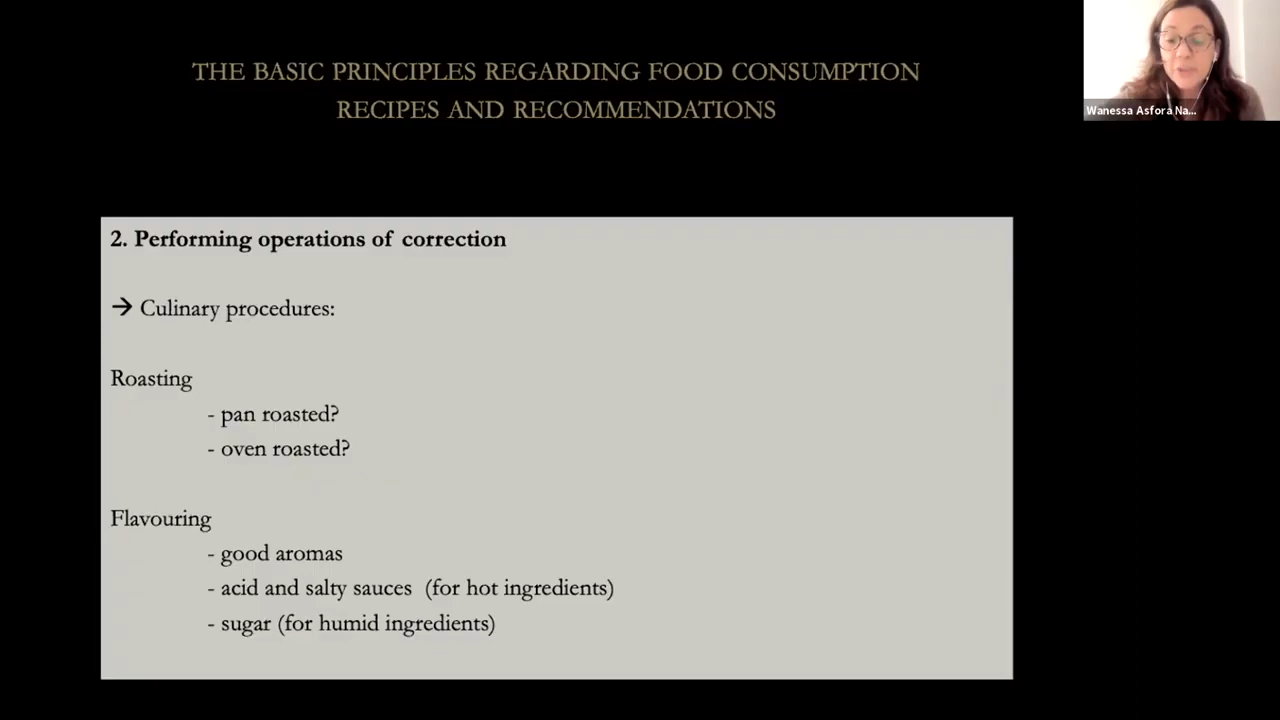 THE BASIC PRINCIPLES REGARDING FOOD CONSUMPTION
RECIPES AND RECOMMENDATIONS
Wanessa Asfora Na...
2. Performing operations of correction
→ Culinary procedures:
Roasting
- pan roasted?
- oven roasted?
Flavouring
- good aromas
- acid and salty sauces (for hot ingredients)
- sugar (for humid ingredients)